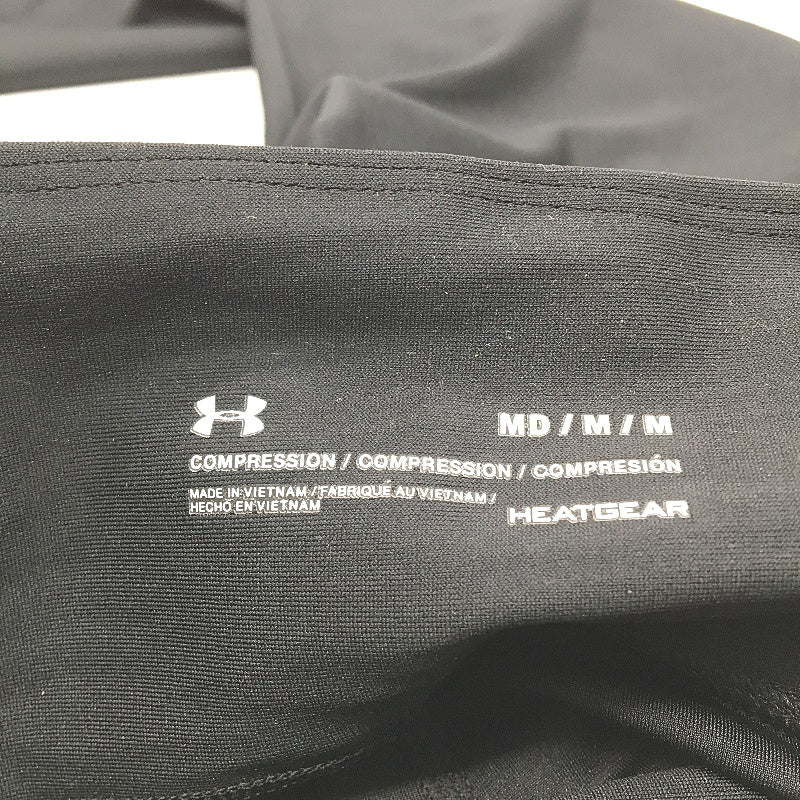 MD / M / M
COMPRESSION / COMPRESSION / COMPRESIÓN
MADE IN VIETNAM / FABRIQUÉ AU VIETNAM /
HECHO EN VIETNAM
HEATGEAR